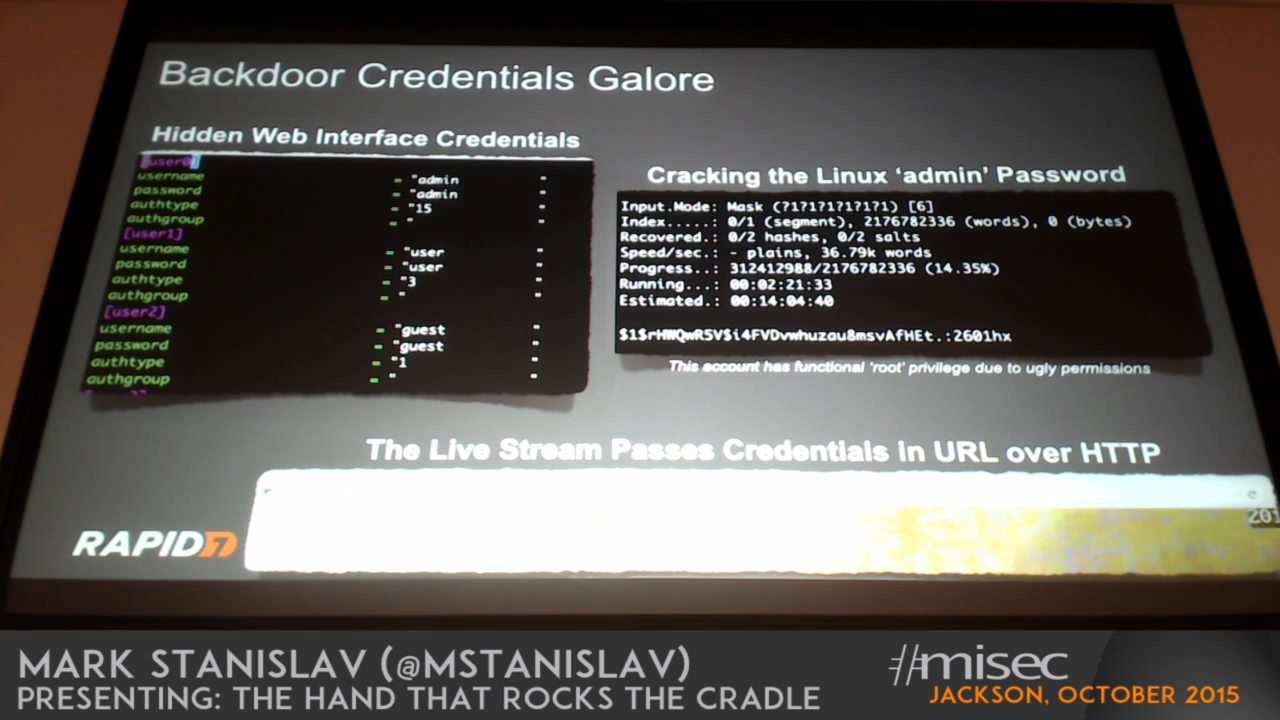 Backdoor Credentials Galore
Hidden Web Interface Credentials
[user0]
username = "admin "
password = "admin "
authtype = "15 "
authgroup = " "
[user1]
username = "user "
password = "user "
authtype = "3 "
authgroup = " "
[user2]
username = "guest "
password = "guest "
authtype = "1 "
authgroup = " "
Cracking the Linux ‘admin’ Password
Input.Mode: Mask (?1?1?1?1?1?1) [6]
Index.....: 0/1 (segment), 2176782336 (words), 0 (bytes)
Recovered.: 0/2 hashes, 0/2 salts
Speed/sec.: - plains, 36.79k words
Progress..: 312412988/2176782336 (14.35%)
Running...: 00:02:21:33
Estimated.: 00:14:04:40
$1$rHWQwR5V$i4FVDvwhuzau8msvAfHEt.:2601hx
This account has functional ‘root’ privilege due to ugly permissions
The Live Stream Passes Credentials in URL over HTTP
201
RAPID7
MARK STANISLAV (@MSTANISLAV)
PRESENTING: THE HAND THAT ROCKS THE CRADLE
#misec
JACKSON, OCTOBER 2015